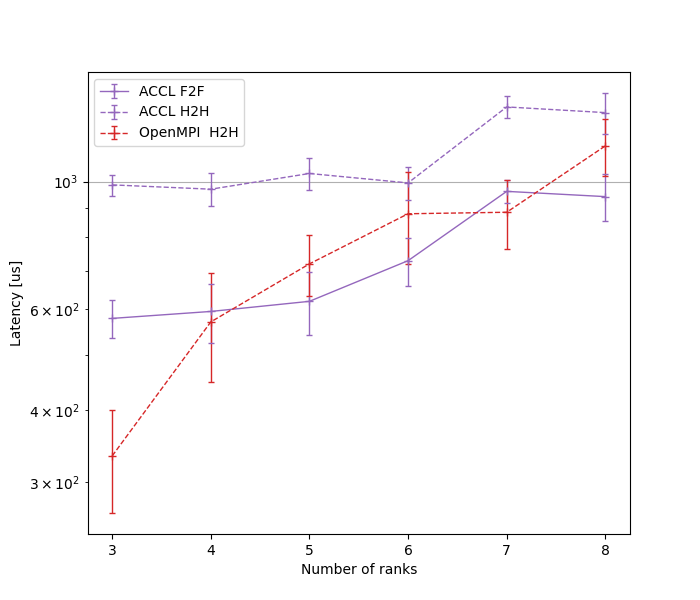 ACCL F2F
ACCL H2H
OpenMPI  H2H
10³
6 × 10²
4 × 10²
3 × 10²
Latency [us]
3 4 5 6 7 8
Number of ranks